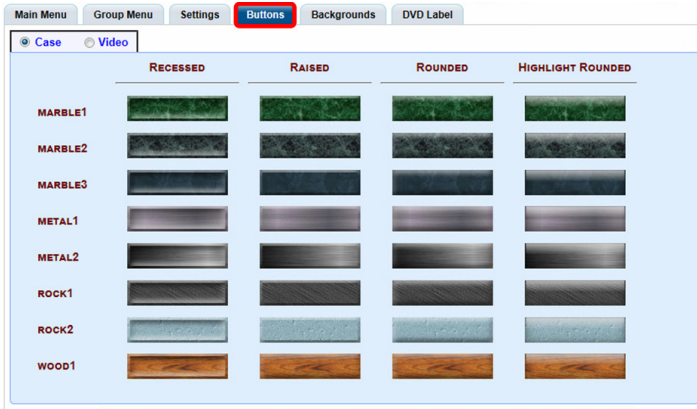 Main Menu Group Menu Settings Buttons Backgrounds DVD Label
Case Video
RECESSED RAISED ROUNDED HIGHLIGHT ROUNDED
MARBLE1
MARBLE2
MARBLE3
METAL1
METAL2
ROCK1
ROCK2
WOOD1